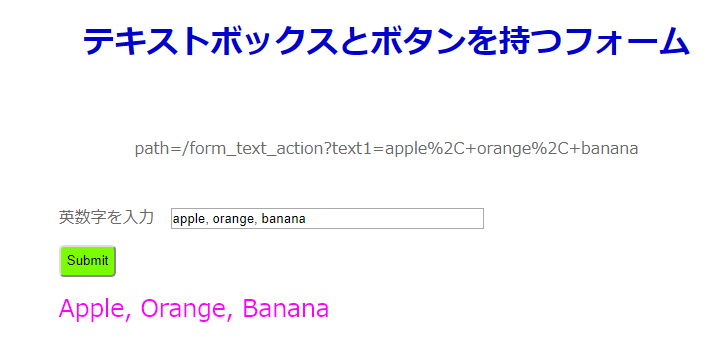 テキストボックスとボタンを持つフォーム
path=/form_text_action?text1=apple%2C+orange%2C+banana
英数字を入力 apple, orange, banana
Submit
Apple, Orange, Banana